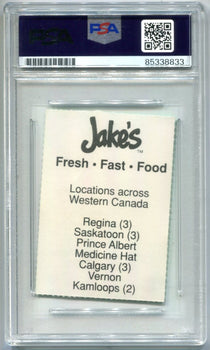 PSA
85338833
Jake's™
Fresh • Fast • Food
Locations across
Western Canada
Regina (3)
Saskatoon (3)
Prince Albert
Medicine Hat
Calgary (3)
Vernon
Kamloops (2)